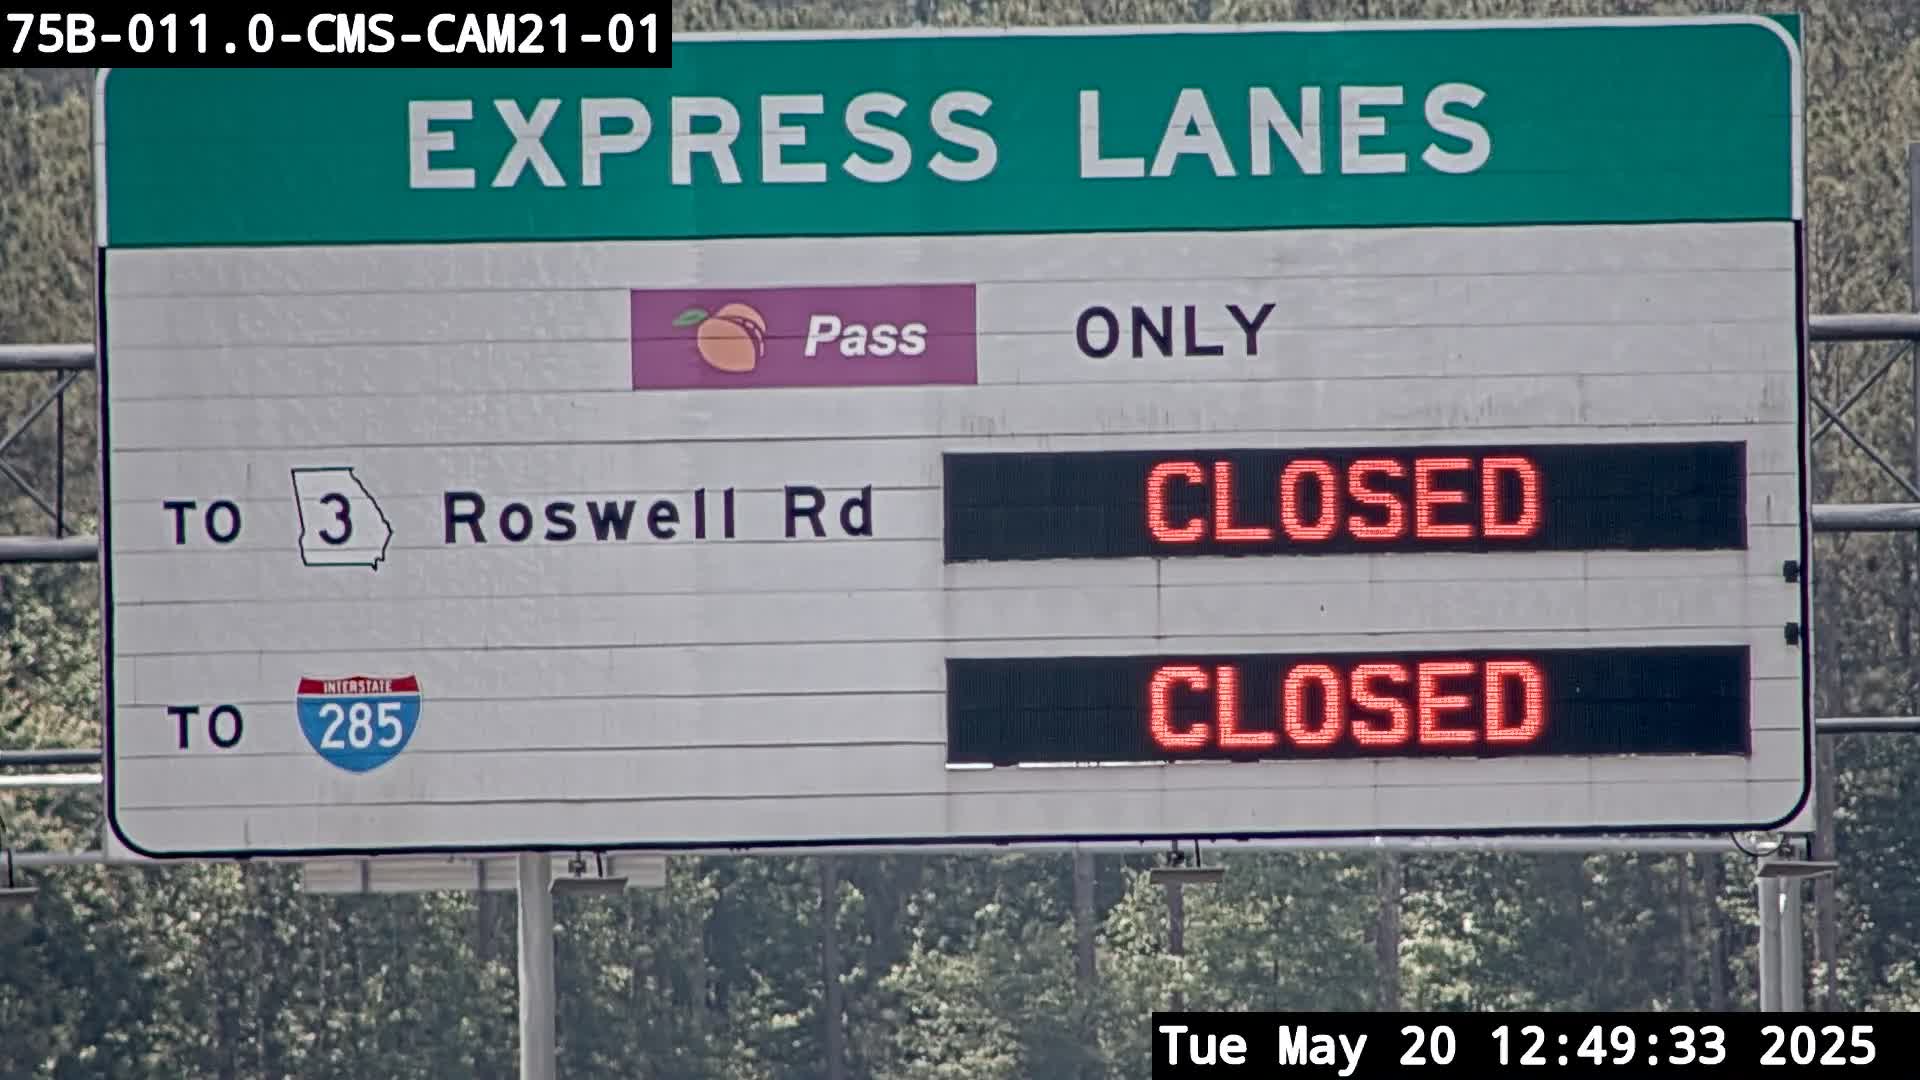 75B-011.0-CMS-CAM21-01
EXPRESS LANES
Pass ONLY
TO 3 Roswell Rd CLOSED
INTERSTATE
TO 285 CLOSED
Tue May 20 12:49:33 2025